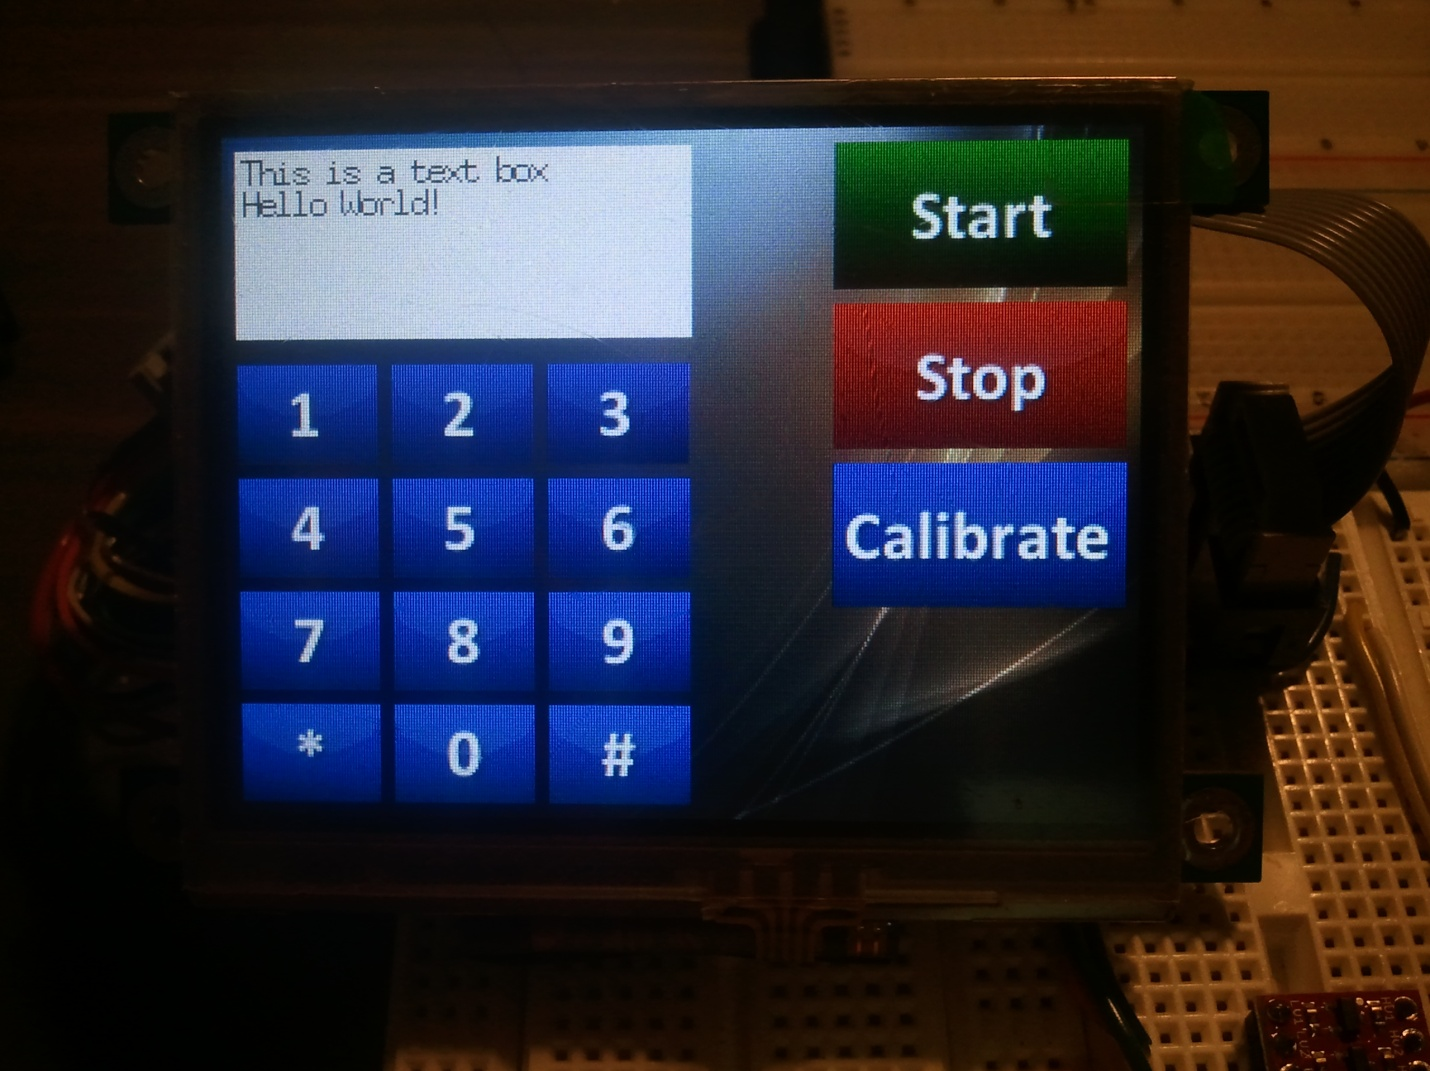 This is a text box
Hello World!
Start
Stop
Calibrate
1 2 3
4 5 6
7 8 9
* 0 #